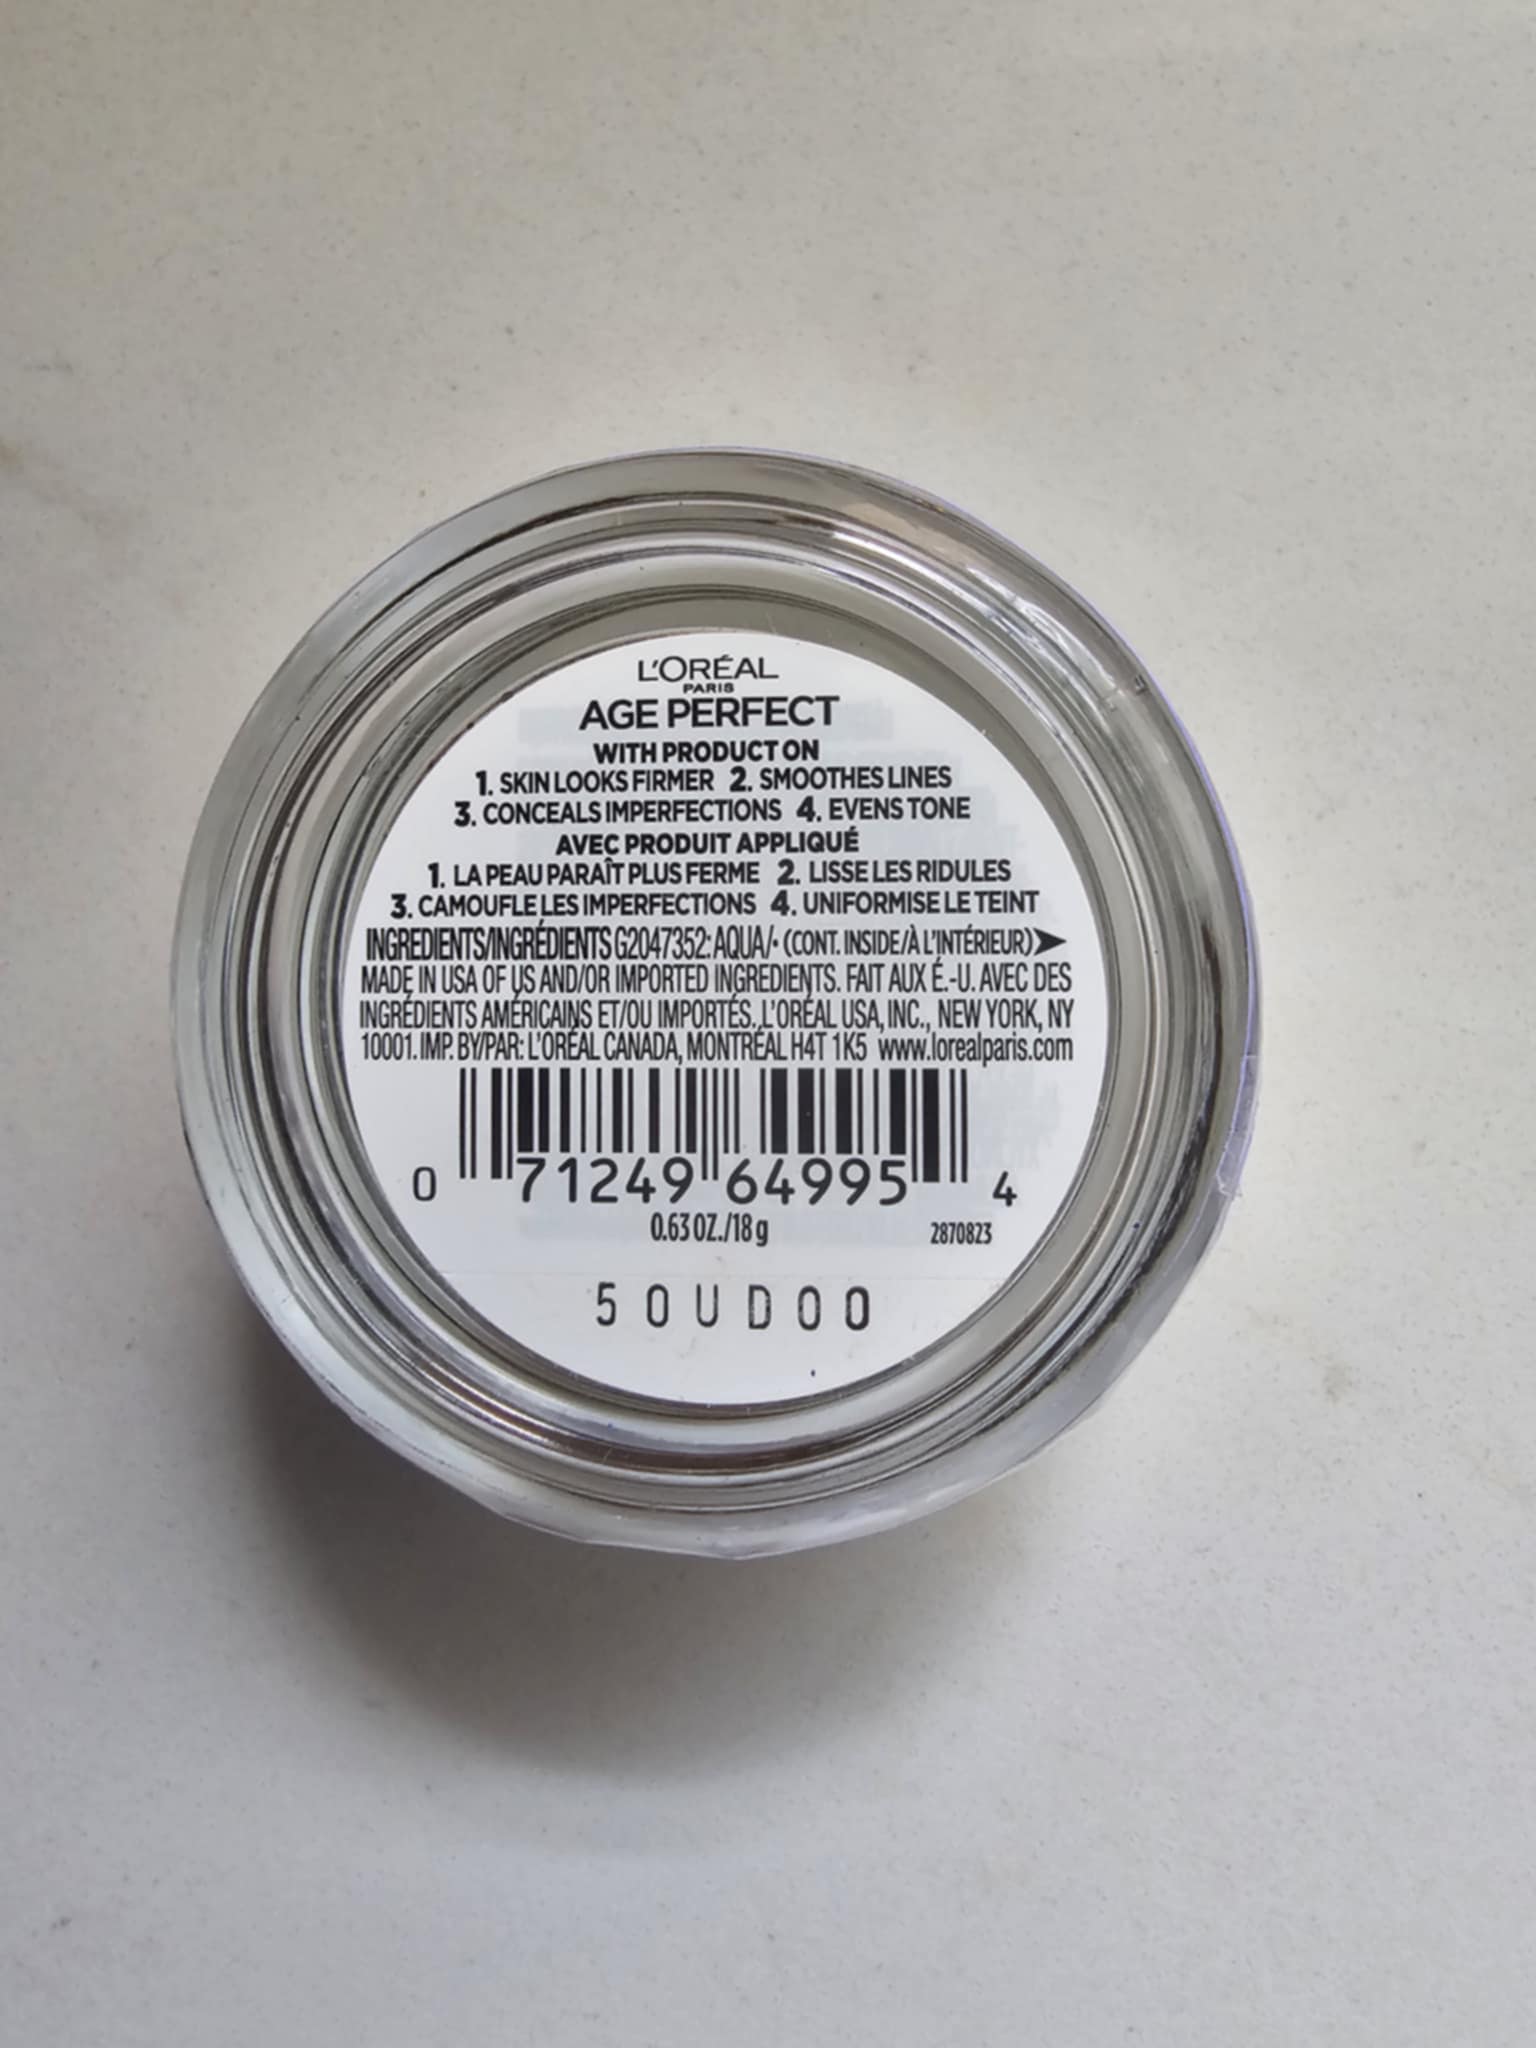 L'ORÉAL
PARIS
AGE PERFECT
WITH PRODUCT ON
1. SKIN LOOKS FIRMER 2. SMOOTHES LINES
3. CONCEALS IMPERFECTIONS 4. EVENS TONE
AVEC PRODUIT APPLIQUÉ
1. LA PEAU PARAÎT PLUS FERME 2. LISSE LES RIDULES
3. CAMOUFLE LES IMPERFECTIONS 4. UNIFORMISE LE TEINT
INGREDIENTS/INGRÉDIENTS G2047352: AQUA/• (CONT. INSIDE/À L'INTÉRIEUR)➤
MADE IN USA OF US AND/OR IMPORTED INGREDIENTS. FAIT AUX É.-U. AVEC DES
INGRÉDIENTS AMÉRICAINS ET/OU IMPORTÉS. L'ORÉAL USA, INC., NEW YORK, NY
10001. IMP. BY/PAR: L'ORÉAL CANADA, MONTRÉAL H4T 1K5 www.lorealparis.com
0 71249 64995 4
0.63 OZ./18 g 2870823
50UD00